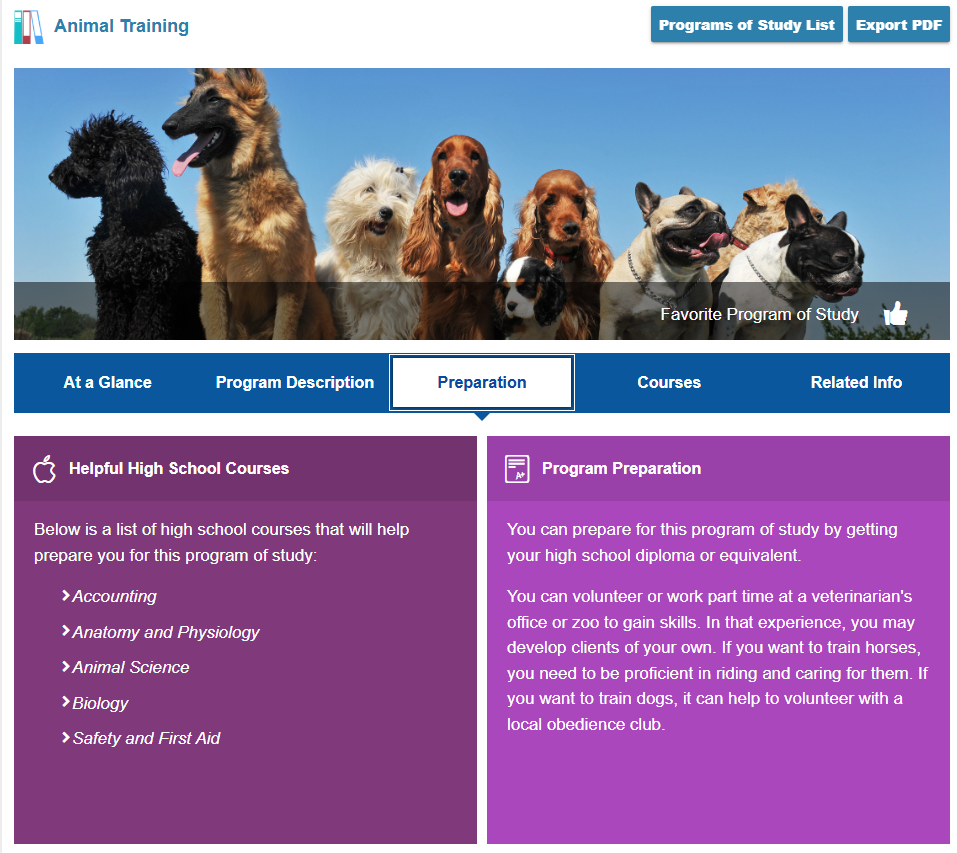 Animal Training
Programs of Study List
Export PDF
Favorite Program of Study
At a Glance
Program Description
Preparation
Courses
Related Info
Helpful High School Courses
Below is a list of high school courses that will help
prepare you for this program of study:
Accounting
Anatomy and Physiology
Animal Science
Biology
Safety and First Aid
A+
Program Preparation
You can prepare for this program of study by getting
your high school diploma or equivalent.
You can volunteer or work part time at a veterinarian's
office or zoo to gain skills. In that experience, you may
develop clients of your own. If you want to train horses,
you need to be proficient in riding and caring for them. If
you want to train dogs, it can help to volunteer with a
local obedience club.